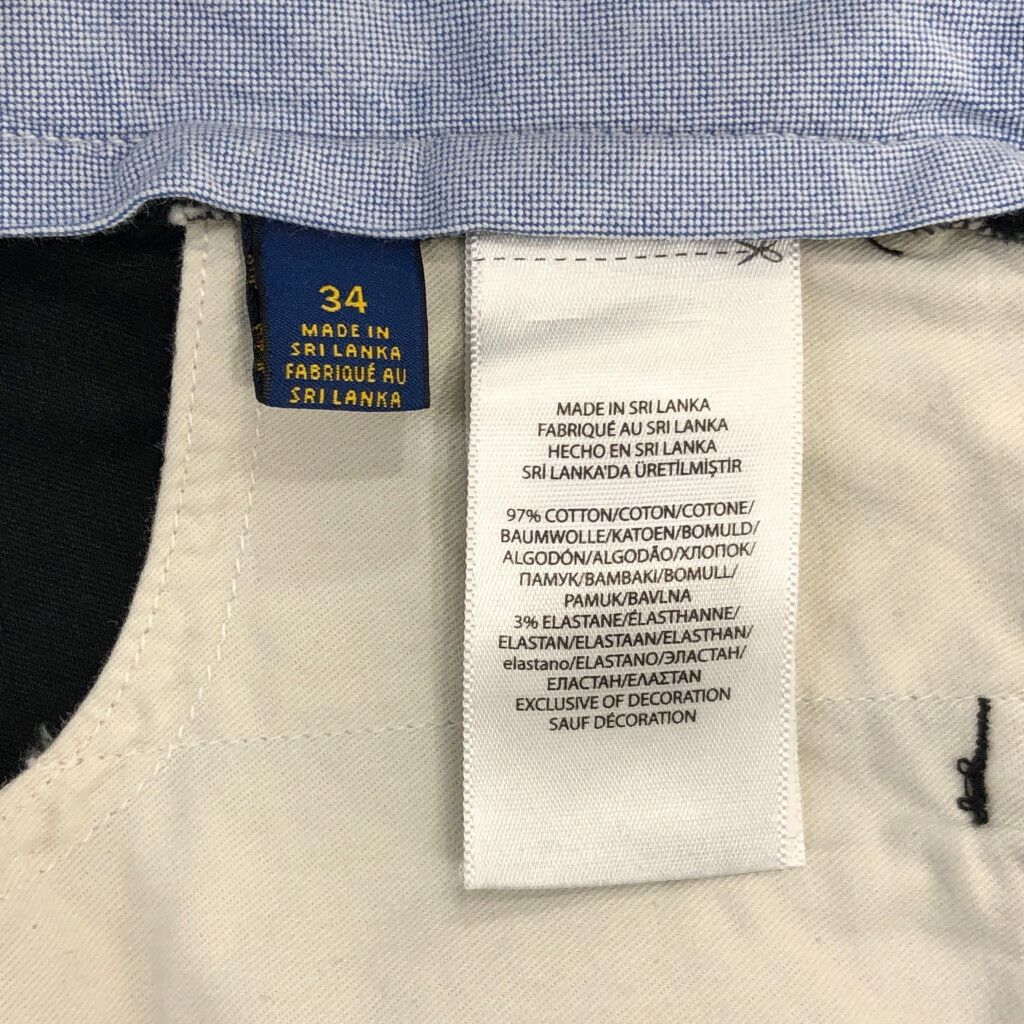 34
MADE IN
SRI LANKA
FABRIQUÉ AU
SRI LANKA
MADE IN SRI LANKA
FABRIQUÉ AU SRI LANKA
HECHO EN SRI LANKA
SRİ LANKA'DA ÜRETİLMİŞTİR
97% COTTON/COTON/COTONE/
BAUMWOLLE/KATOEN/BOMULD/
ALGODÓN/ALGODÃO/ХЛОПОК/
ПАМУК/ΒΑΜΒΑΚΙ/BOMULL/
PAMUK/BAVLNA
3% ELASTANE/ÉLASTHANNE/
ELASTAN/ELASTAAN/ELASTHAN/
elastano/ELASTANO/ЭЛАСТАН/
ЕЛАСТАН/ΕΛΑΣΤΑΝ
EXCLUSIVE OF DECORATION
SAUF DÉCORATION